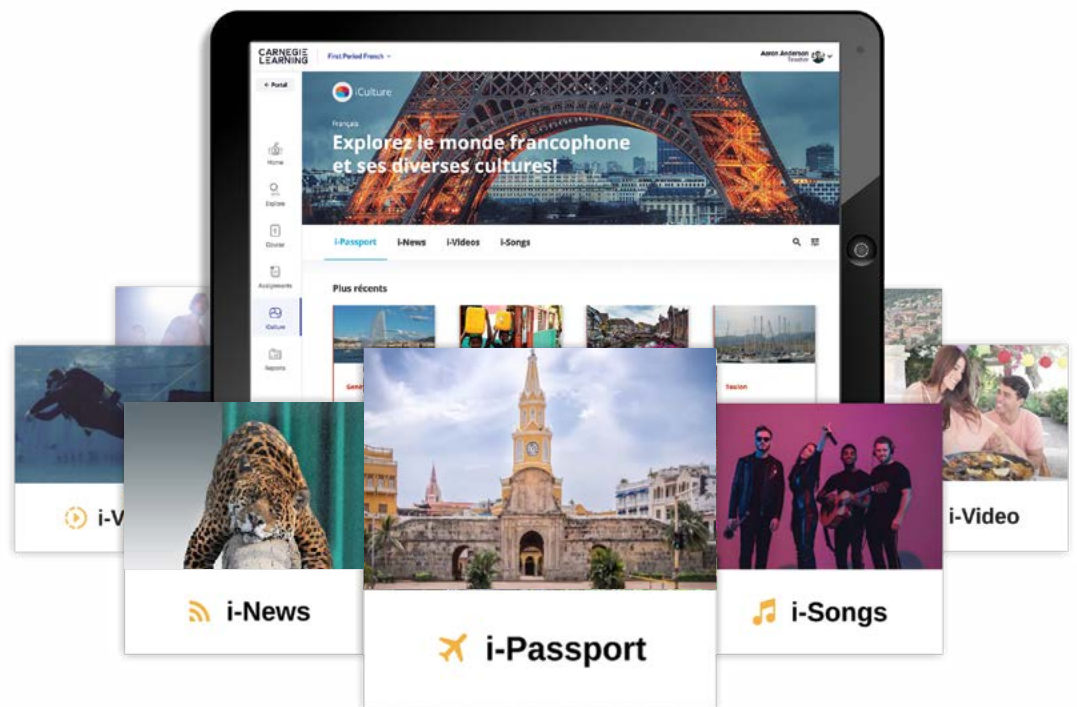 CARNEGIE
LEARNING
First Period French
Aaron Anderson
Teacher
← Portal
iCulture
Français
Explorez le monde francophone
et ses diverses cultures!
Home
Explore
Course
Assignments
Culture
Reports
i-Passport
i-News
i-Videos
i-Songs
Plus récents
Gene
Toulon
i-V
i-News
i-Passport
i-Songs
i-Video